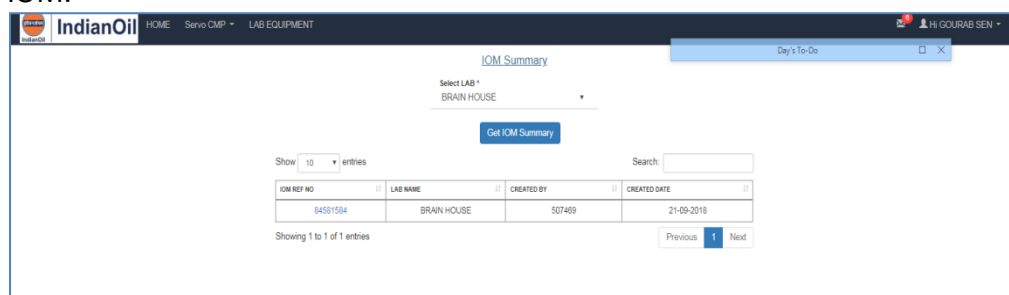 IOM.
IndianOil
IndianOil HOME Servo CMP LAB EQUIPMENT Hi GOURAB SEN
Day's To-Do
IOM Summary
Select LAB *
BRAIN HOUSE
Get IOM Summary
Show 10 entries Search:
IOM REF NO LAB NAME CREATED BY CREATED DATE
84581584 BRAIN HOUSE 507469 21-09-2018
Showing 1 to 1 of 1 entries Previous 1 Next